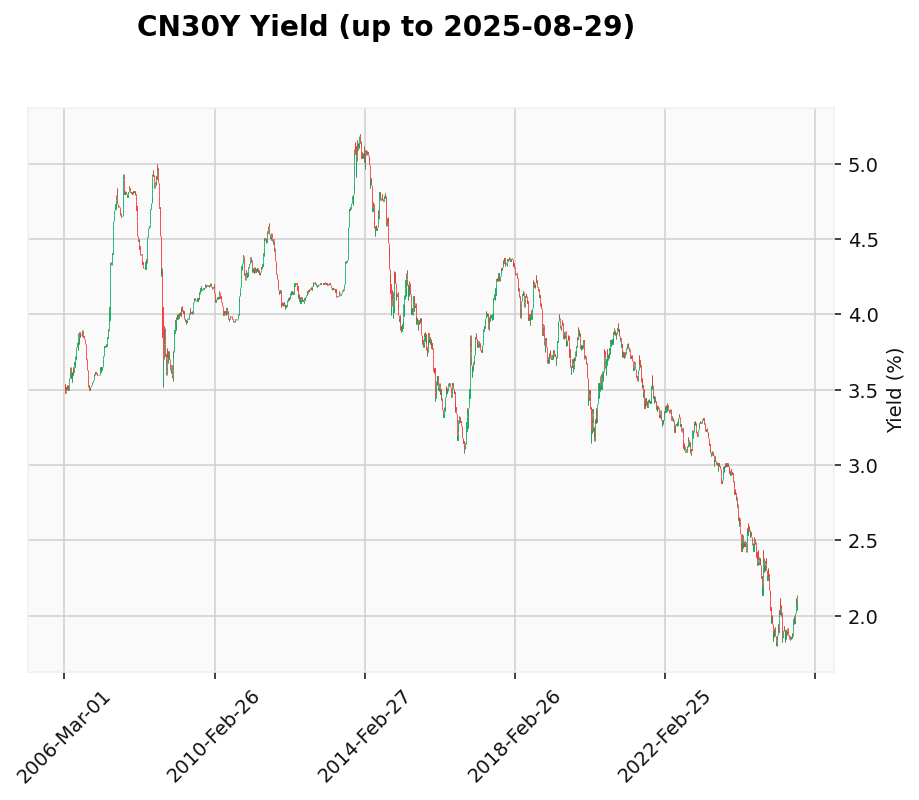 CN30Y Yield (up to 2025-08-29)
5.0
4.5
4.0
3.5
3.0
2.5
2.0
Yield (%)
2006-Mar-01
2010-Feb-26
2014-Feb-27
2018-Feb-26
2022-Feb-25